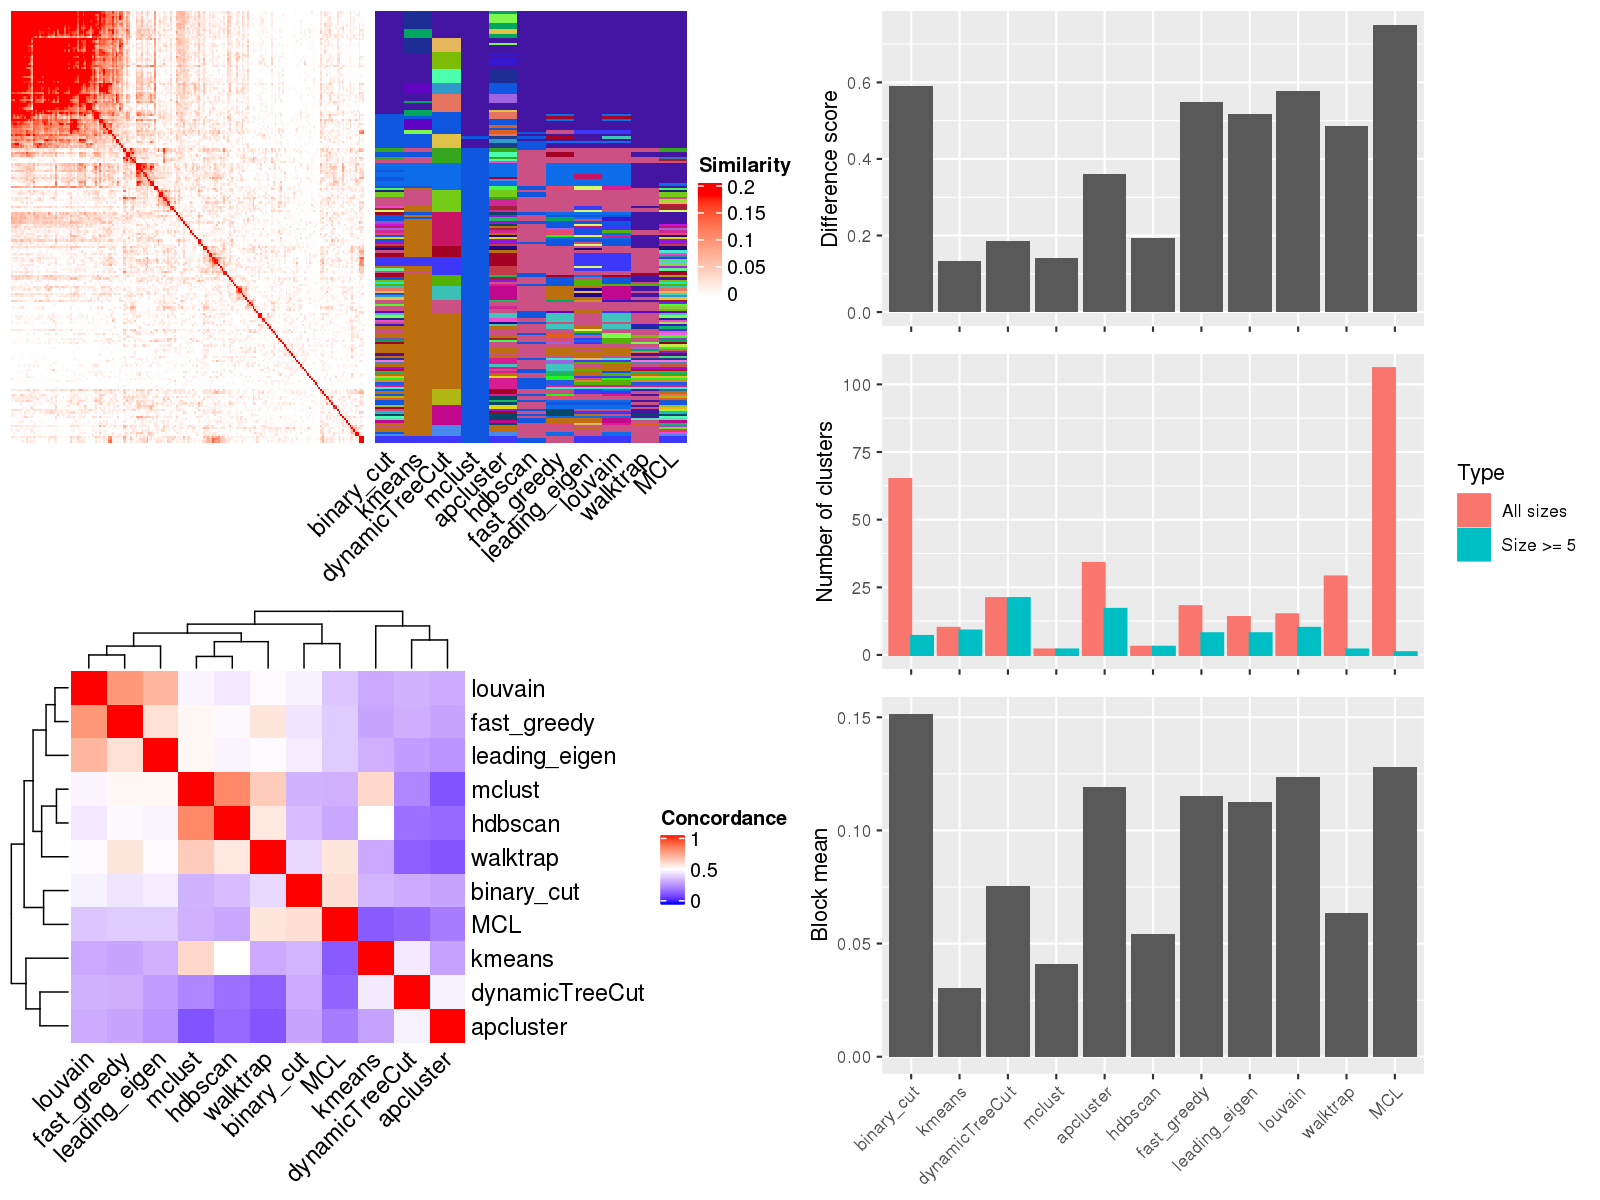 Similarity
0.2
0.15
0.1
0.05
0
binary_cut
kmeans
dynamicTreeCut
mclust
apcluster
hdbscan
fast_greedy
leading_eigen
louvain
walktrap
MCL
louvain
fast_greedy
leading_eigen
mclust
hdbscan
walktrap
binary_cut
MCL
kmeans
dynamicTreeCut
apcluster
louvain
fast_greedy
leading_eigen
mclust
hdbscan
walktrap
binary_cut
MCL
kmeans
dynamicTreeCut
apcluster
Concordance
1
0.5
0
Difference score
0.6
0.4
0.2
0.0
Number of clusters
100
75
50
25
0
Type
All sizes
Size >= 5
Block mean
0.15
0.10
0.05
0.00
binary_cut
kmeans
dynamicTreeCut
mclust
apcluster
hdbscan
fast_greedy
leading_eigen
louvain
walktrap
MCL